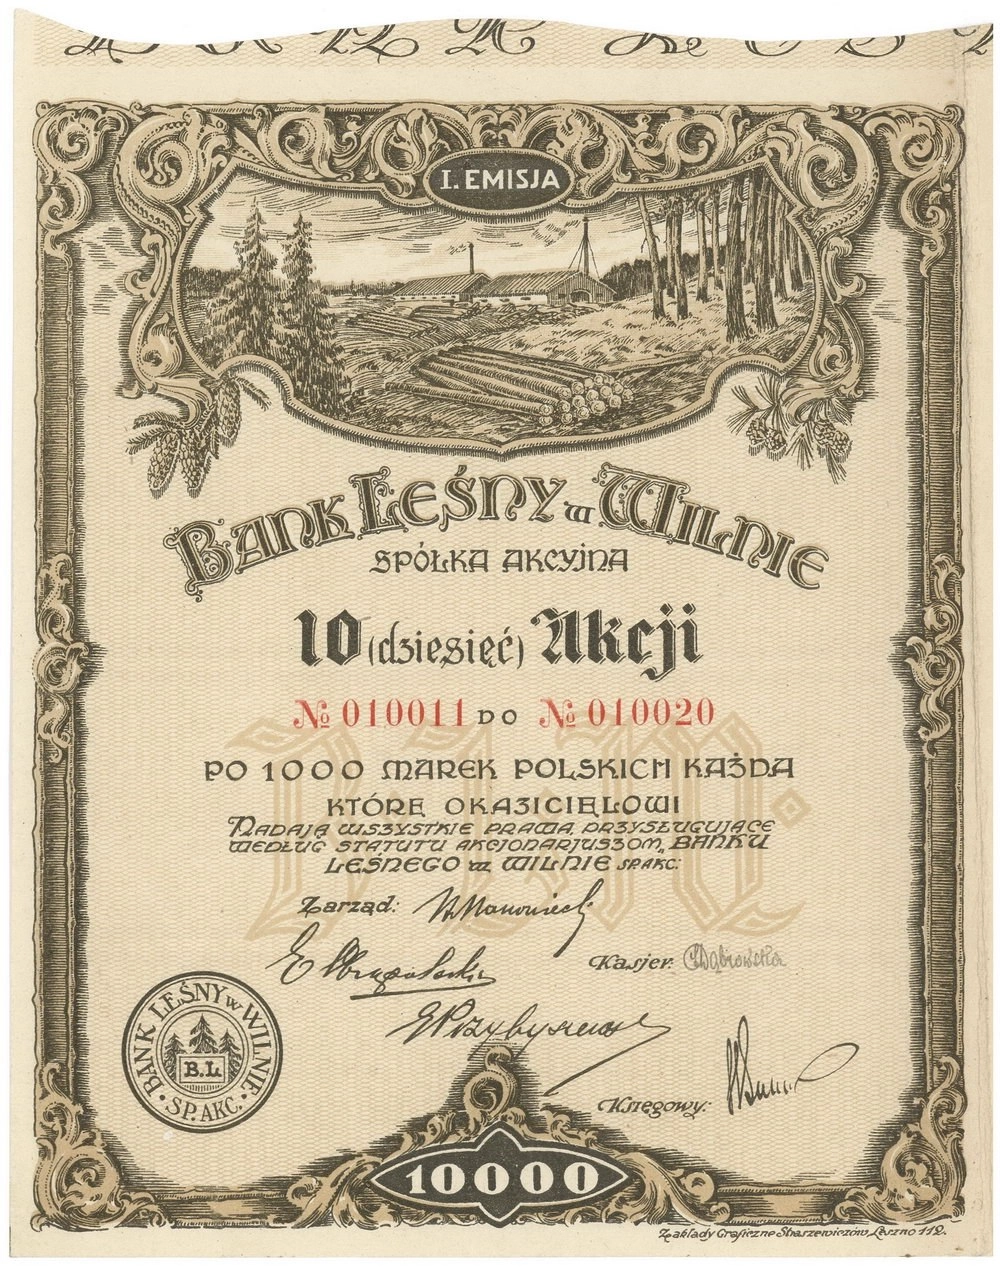 I. EMISJA
BANK LEŚNY w WILNIE
SPÓŁKA AKCYJNA
10 (dziesięć) Akcji
№ 010011 DO № 010020
PO 1000 MAREK POLSKICH KAŻDA
KTÓRE OKAZICIELOWI
NADAJĄ WSZYSTKIE PRAWA, PRZYSŁUGUJĄCE
WEDŁUG STATUTU AKCJONARJUSZOM, BANKU
LEŚNEGO w WILNIE SP. AKC.
Zarząd:
Kasjer: Dąbrowska
Księgowy:
BANK LEŚNY w WILNIE
B.L.
SP. AKC.
10000
Zakłady Graficzne Straszewiczów, Leszno 112.